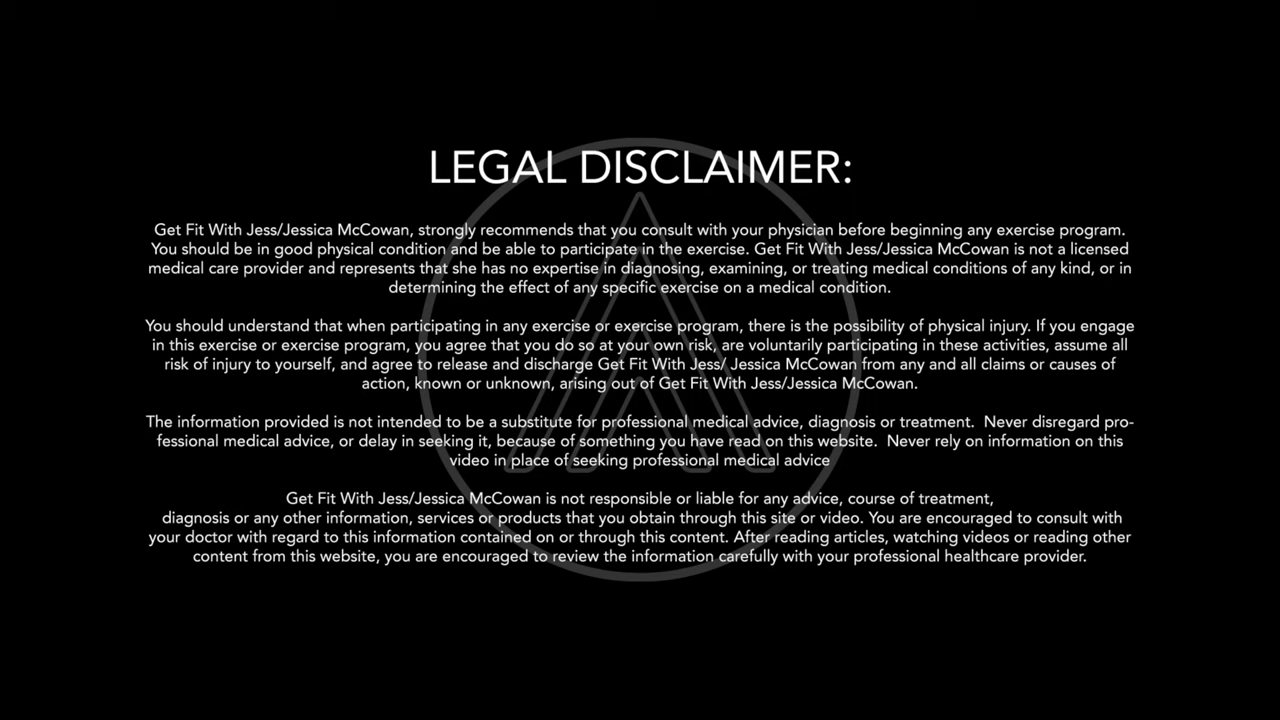 LEGAL DISCLAIMER:
Get Fit With Jess/Jessica McCowan, strongly recommends that you consult with your physician before beginning any exercise program.
You should be in good physical condition and be able to participate in the exercise. Get Fit With Jess/Jessica McCowan is not a licensed
medical care provider and represents that she has no expertise in diagnosing, examining, or treating medical conditions of any kind, or in
determining the effect of any specific exercise on a medical condition.
You should understand that when participating in any exercise or exercise program, there is the possibility of physical injury. If you engage
in this exercise or exercise program, you agree that you do so at your own risk, are voluntarily participating in these activities, assume all
risk of injury to yourself, and agree to release and discharge Get Fit With Jess/ Jessica McCowan from any and all claims or causes of
action, known or unknown, arising out of Get Fit With Jess/Jessica McCowan.
The information provided is not intended to be a substitute for professional medical advice, diagnosis or treatment.  Never disregard pro-
fessional medical advice, or delay in seeking it, because of something you have read on this website.  Never rely on information on this
video in place of seeking professional medical advice
Get Fit With Jess/Jessica McCowan is not responsible or liable for any advice, course of treatment,
diagnosis or any other information, services or products that you obtain through this site or video. You are encouraged to consult with
your doctor with regard to this information contained on or through this content. After reading articles, watching videos or reading other
content from this website, you are encouraged to review the information carefully with your professional healthcare provider.